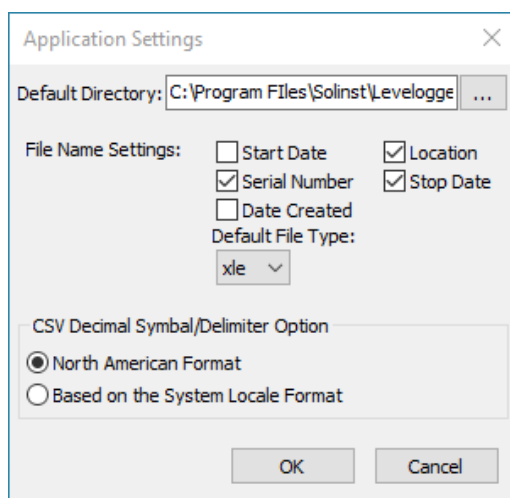 Application Settings
Default Directory: C:\Program FIles\Solinst\Levelogge ...
File Name Settings: Start Date Location
Serial Number Stop Date
Date Created
Default File Type:
xle
CSV Decimal Symbol/Delimiter Option
North American Format
Based on the System Locale Format
OK Cancel